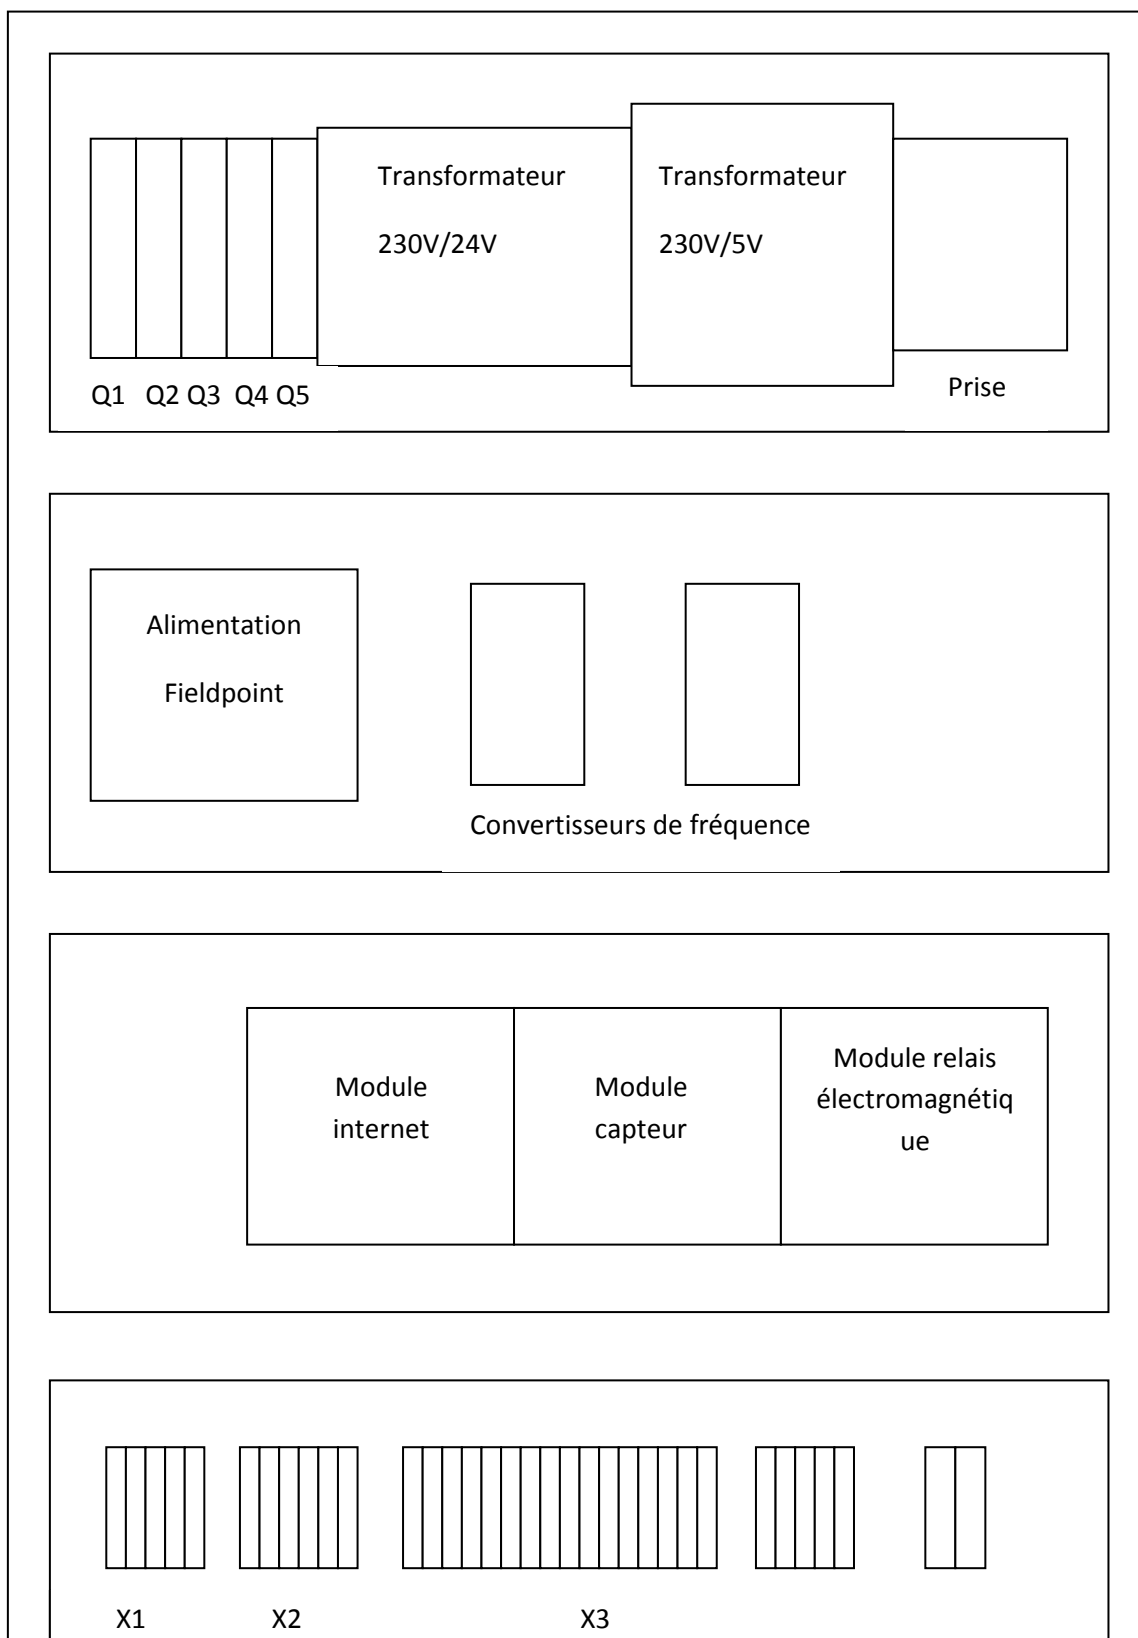 Transformateur
230V/24V
Transformateur
230V/5V
Q1 Q2 Q3 Q4 Q5
Prise
Alimentation
Fieldpoint
Convertisseurs de fréquence
Module
internet
Module
capteur
Module relais
électromagnétiq
ue
X1 X2 X3